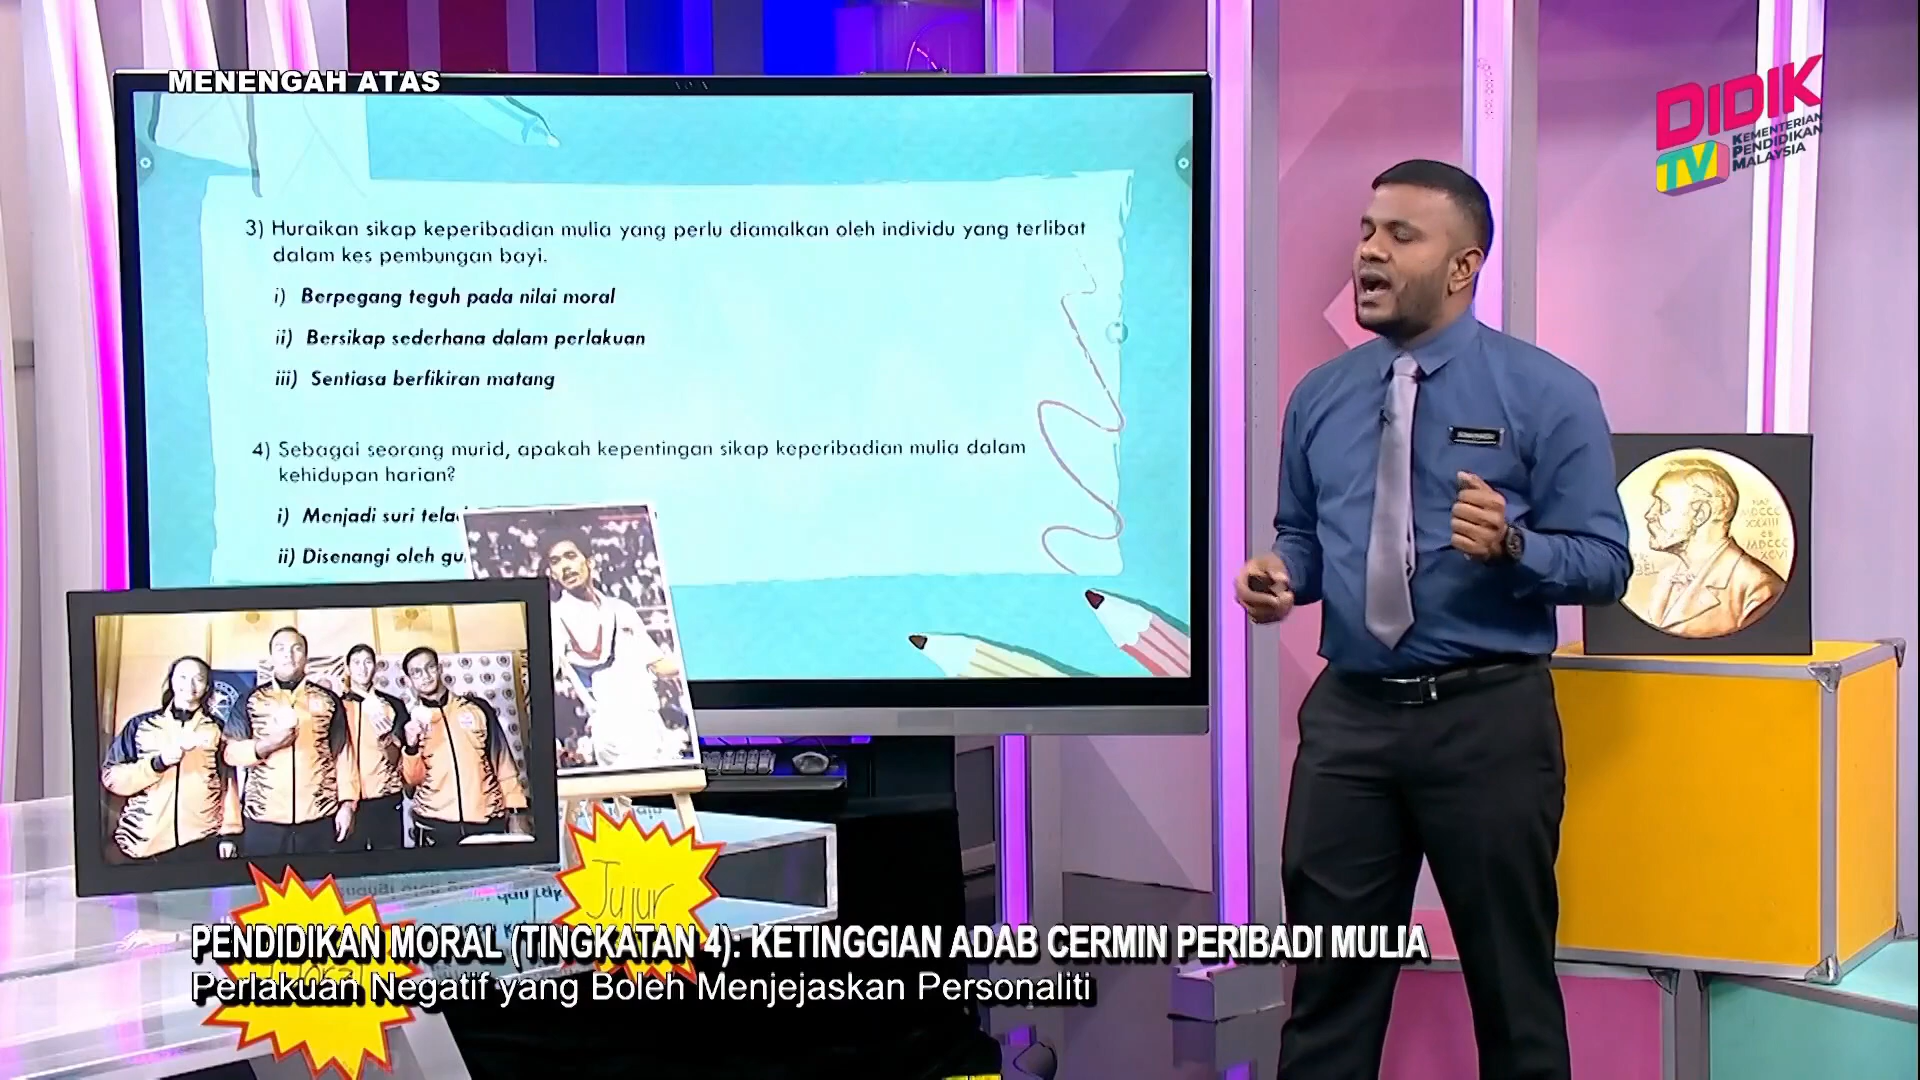 MENENGAH ATAS
DIDIK
TV
KEMENTERIAN
PENDIDIKAN
MALAYSIA
3) Huraikan sikap keperibadian mulia yang perlu diamalkan oleh individu yang terlibat
dalam kes pembungan bayi.
i) Berpegang teguh pada nilai moral
ii) Bersikap sederhana dalam perlakuan
iii) Sentiasa berfikiran matang
4) Sebagai seorang murid, apakah kepentingan sikap keperibadian mulia dalam
kehidupan harian?
i) Menjadi suri
ii) Disenangi oleh
Jujur
PENDIDIKAN MORAL (TINGKATAN 4): KETINGGIAN ADAB CERMIN PERIBADI MULIA
Perlakuan Negatif yang Boleh Menjejaskan Personaliti